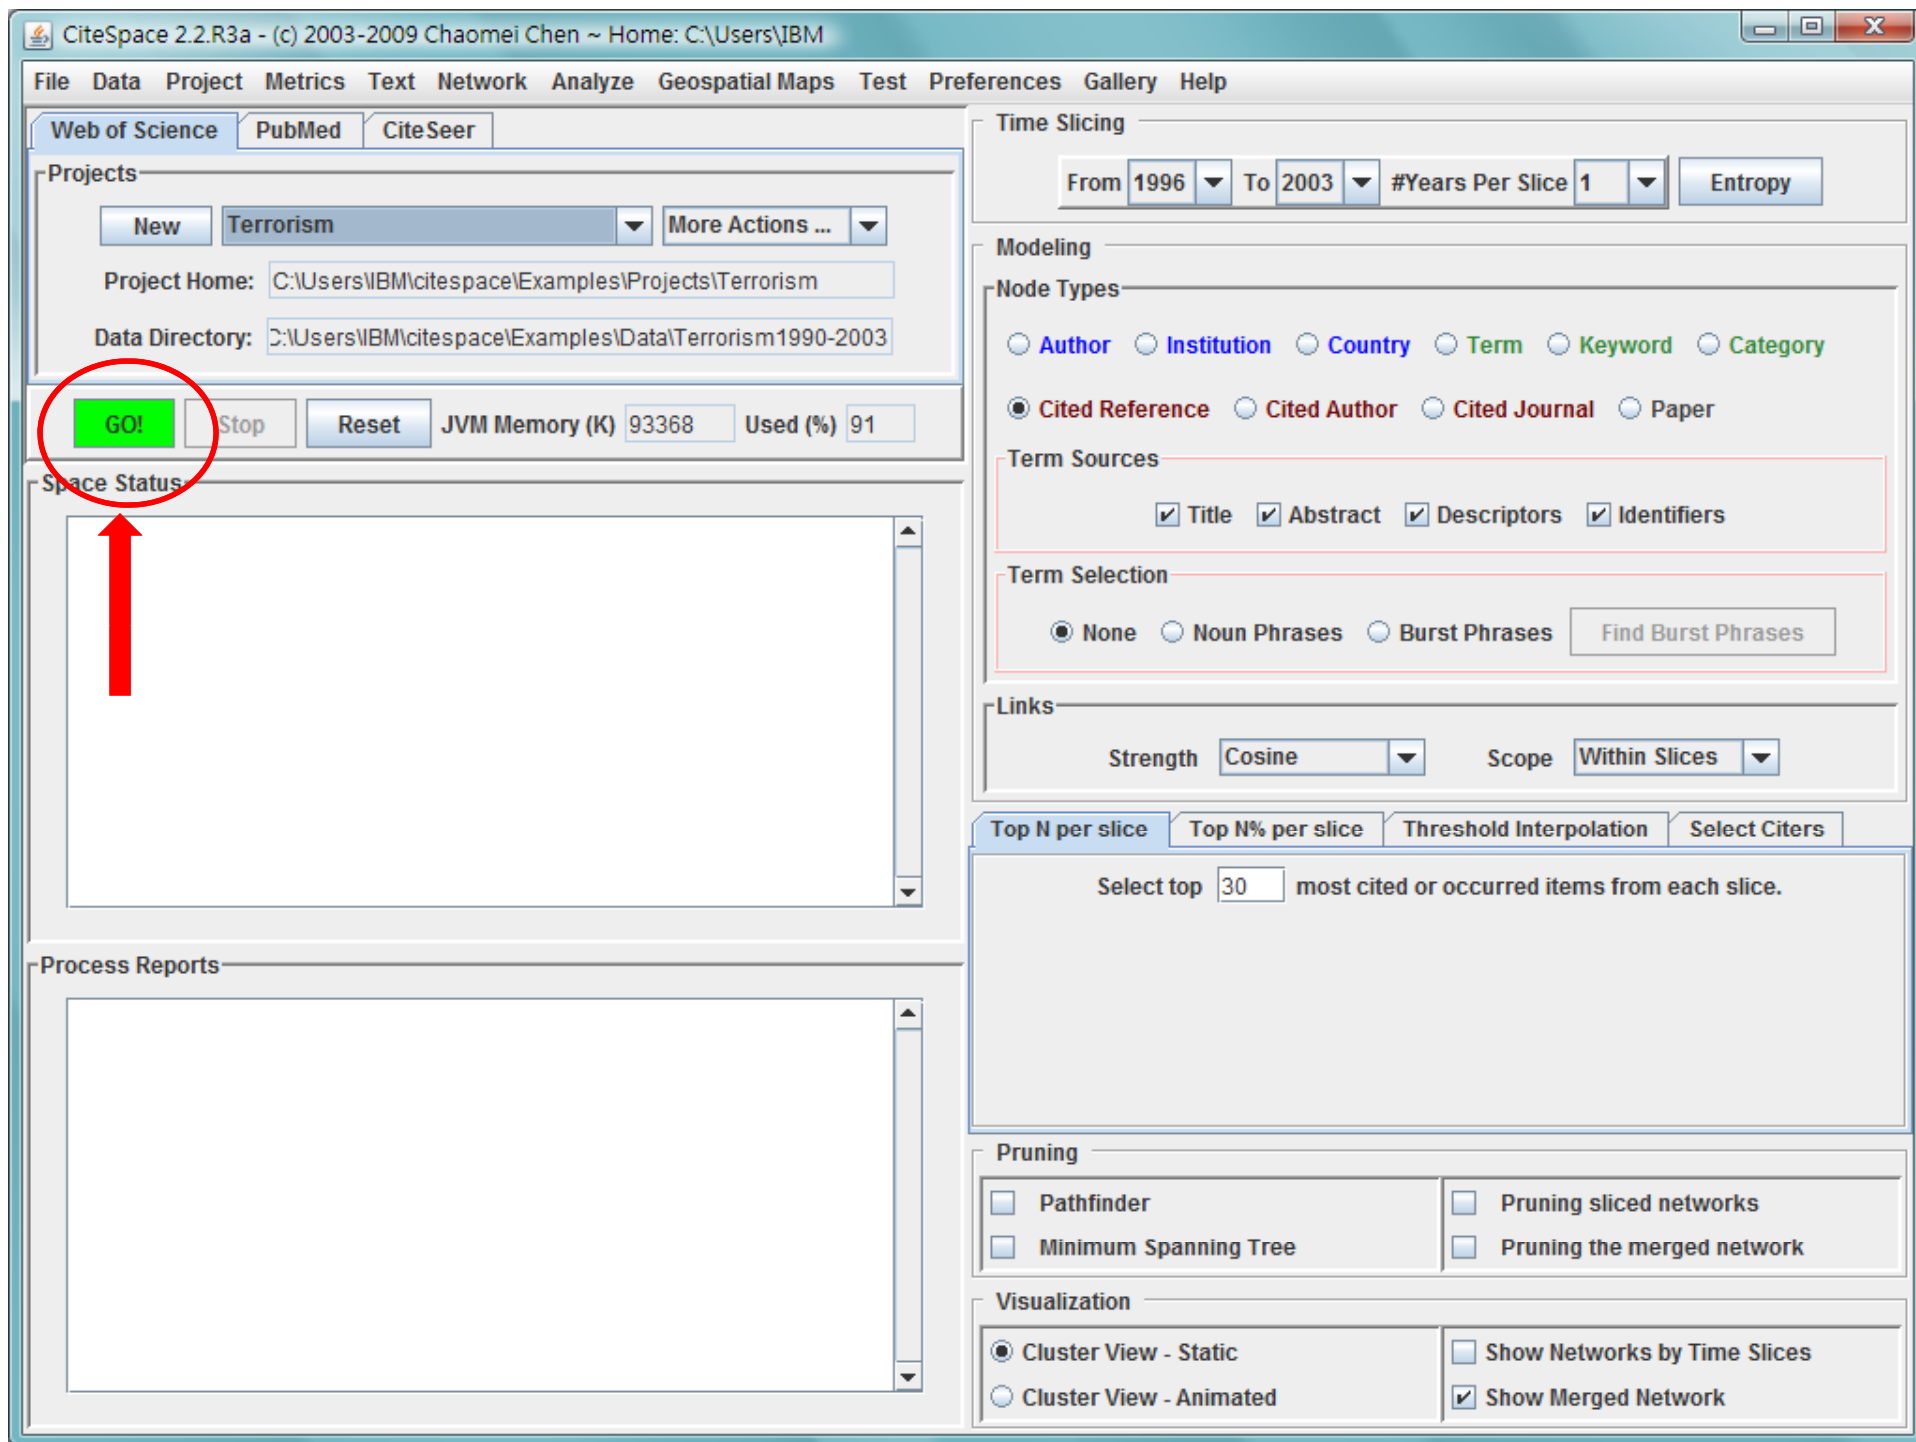 CiteSpace 2.2.R3a - (c) 2003-2009 Chaomei Chen ~ Home: C:\Users\IBM
File Data Project Metrics Text Network Analyze Geospatial Maps Test Preferences Gallery Help
Web of Science PubMed CiteSeer
Projects
New Terrorism More Actions ...
Project Home: C:\Users\IBM\citespace\Examples\Projects\Terrorism
Data Directory: C:\Users\IBM\citespace\Examples\Data\Terrorism1990-2003
GO! Stop Reset JVM Memory (K) 93368 Used (%) 91
Space Status
Process Reports
Time Slicing
From 1996 To 2003 #Years Per Slice 1 Entropy
Modeling
Node Types
Author Institution Country Term Keyword Category
Cited Reference Cited Author Cited Journal Paper
Term Sources
Title Abstract Descriptors Identifiers
Term Selection
None Noun Phrases Burst Phrases Find Burst Phrases
Links
Strength Cosine Scope Within Slices
Top N per slice Top N% per slice Threshold Interpolation Select Citers
Select top 30 most cited or occurred items from each slice.
Pruning
Pathfinder Pruning sliced networks
Minimum Spanning Tree Pruning the merged network
Visualization
Cluster View - Static Show Networks by Time Slices
Cluster View - Animated Show Merged Network